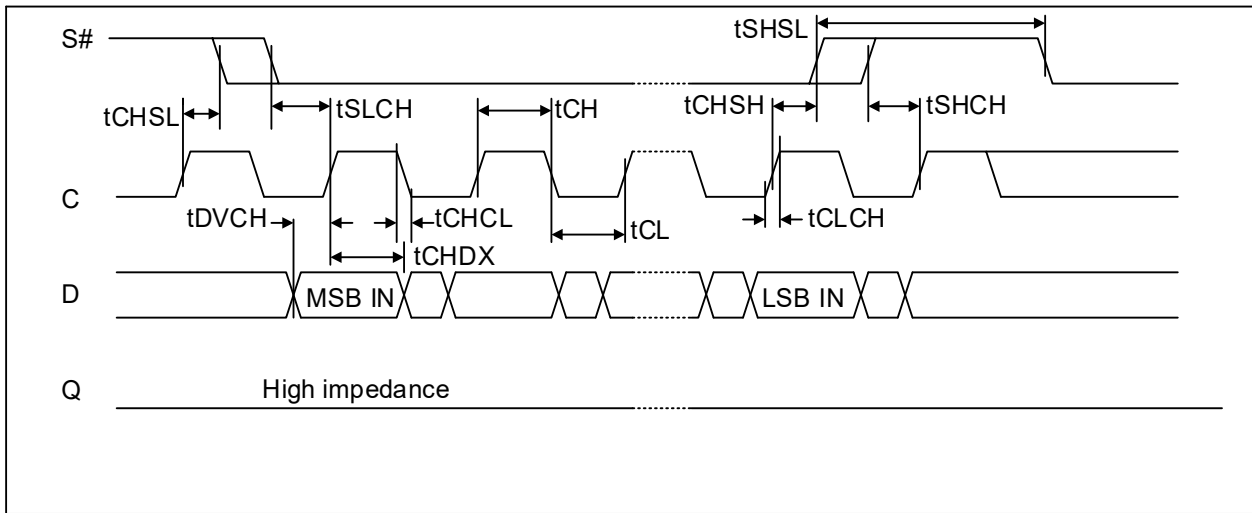 S#
tSHSL
tCHSL
tSLCH
tCH
tCHSH
tSHCH
C
tDVCH
tCHCL
tCL
tCLCH
tCHDX
D
MSB IN
LSB IN
Q
High impedance